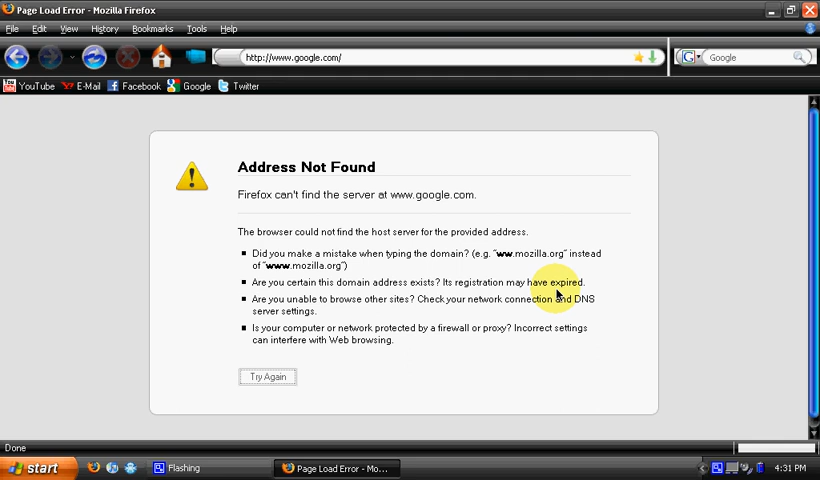 Page Load Error - Mozilla Firefox
File Edit View History Bookmarks Tools Help
http://www.google.com/ G Google
You Tube YouTube E-Mail f Facebook Google t Twitter
Address Not Found
Firefox can't find the server at www.google.com.
The browser could not find the host server for the provided address.
Did you make a mistake when typing the domain? (e.g. "ww.mozilla.org" instead
of "www.mozilla.org")
Are you certain this domain address exists? Its registration may have expired.
Are you unable to browse other sites? Check your network connection and DNS
server settings.
Is your computer or network protected by a firewall or proxy? Incorrect settings
can interfere with Web browsing.
Try Again
Done
start Flashing Page Load Error - Mo... 4:31 PM